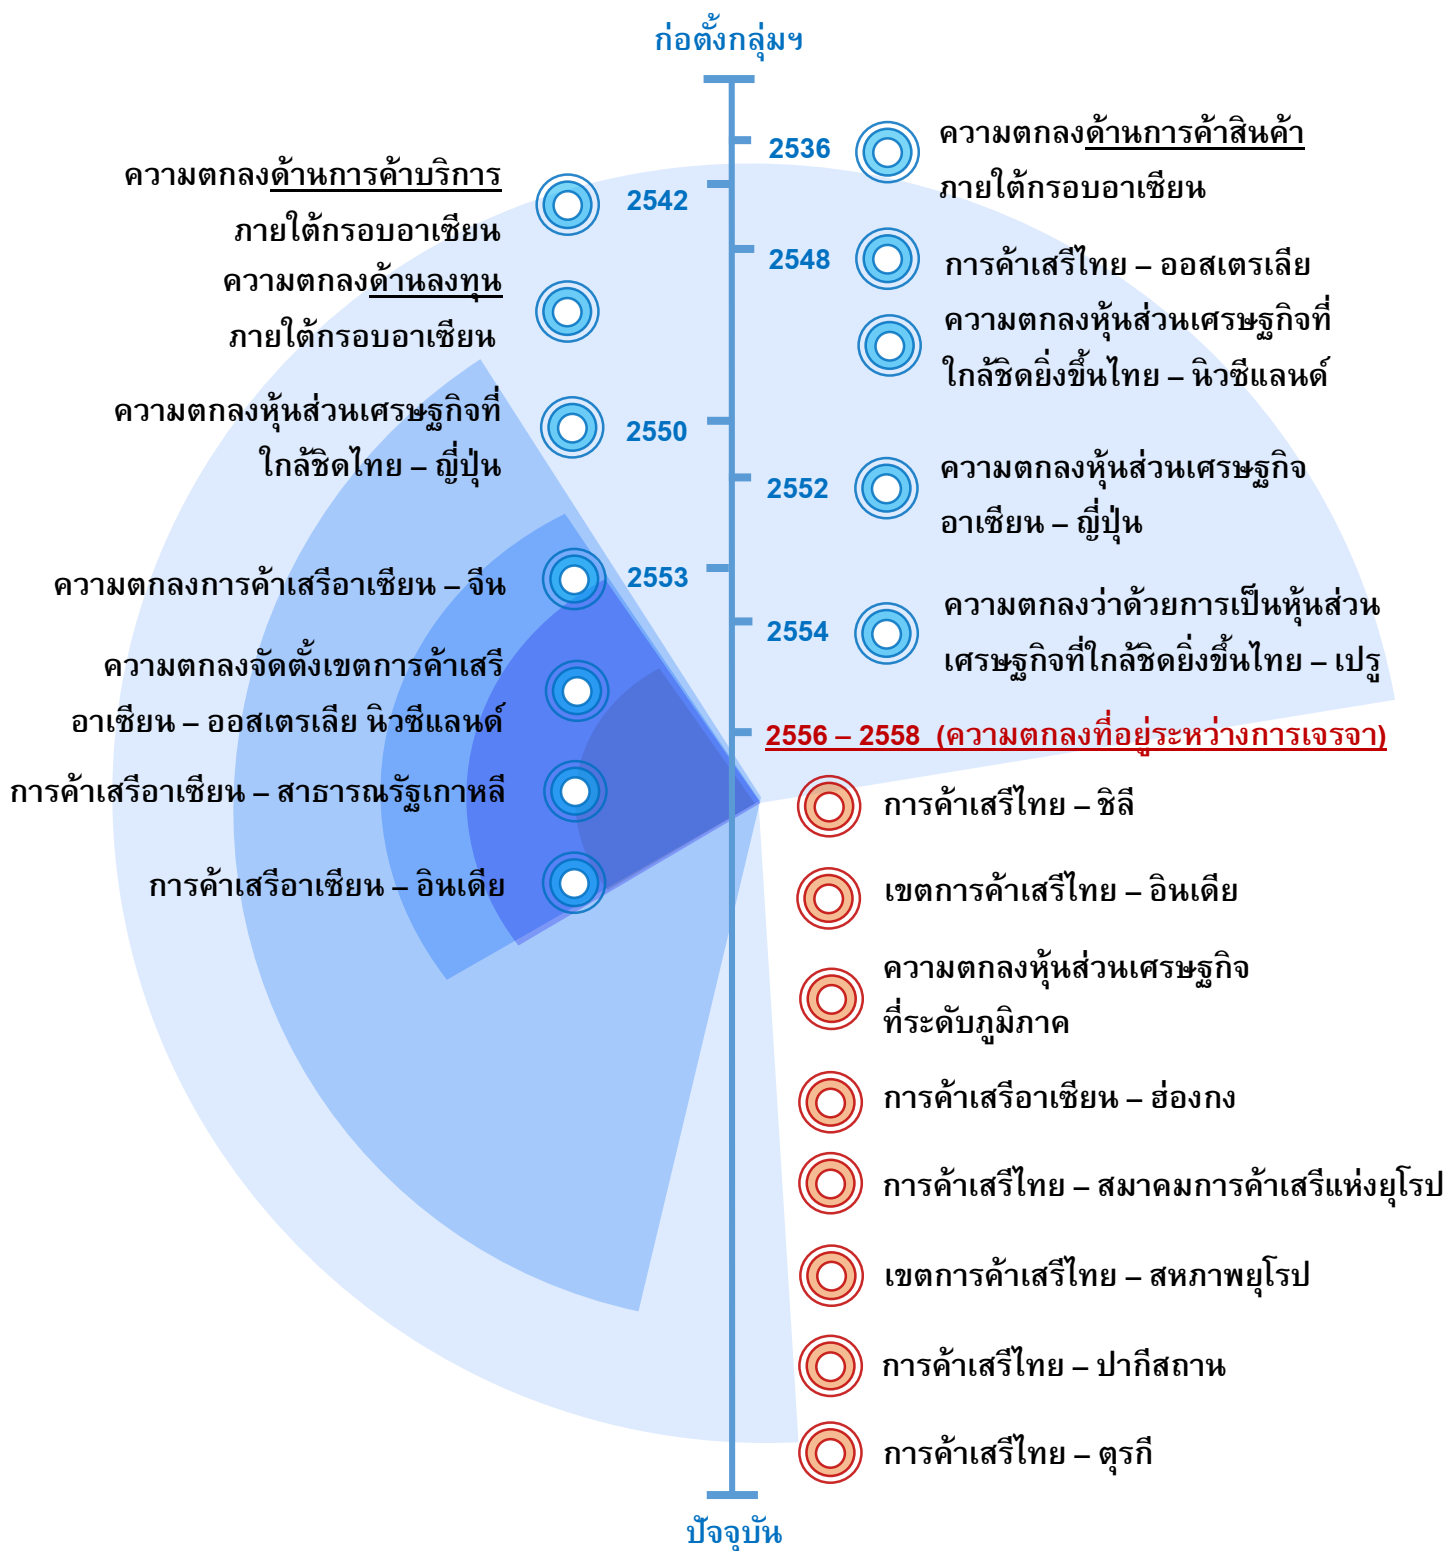 ก่อตั้งกลุ่มฯ
2536
ความตกลงด้านการค้าสินค้า
ภายใต้กรอบอาเซียน
ความตกลงด้านการค้าบริการ
ภายใต้กรอบอาเซียน
2542
ความตกลงด้านลงทุน
ภายใต้กรอบอาเซียน
2548
การค้าเสรีไทย – ออสเตรเลีย
ความตกลงหุ้นส่วนเศรษฐกิจที่
ใกล้ชิดยิ่งขึ้นไทย – นิวซีแลนด์
ความตกลงหุ้นส่วนเศรษฐกิจที่
ใกล้ชิดไทย – ญี่ปุ่น
2550
2552
ความตกลงหุ้นส่วนเศรษฐกิจ
อาเซียน – ญี่ปุ่น
ความตกลงการค้าเสรีอาเซียน – จีน
2553
ความตกลงจัดตั้งเขตการค้าเสรี
อาเซียน – ออสเตรเลีย นิวซีแลนด์
การค้าเสรีอาเซียน – สาธารณรัฐเกาหลี
การค้าเสรีอาเซียน – อินเดีย
2554
ความตกลงว่าด้วยการเป็นหุ้นส่วน
เศรษฐกิจที่ใกล้ชิดยิ่งขึ้นไทย – เปรู
2556 – 2558 (ความตกลงที่อยู่ระหว่างการเจรจา)
การค้าเสรีไทย – ชิลี
เขตการค้าเสรีไทย – อินเดีย
ความตกลงหุ้นส่วนเศรษฐกิจ
ที่ระดับภูมิภาค
การค้าเสรีอาเซียน – ฮ่องกง
การค้าเสรีไทย – สมาคมการค้าเสรีแห่งยุโรป
เขตการค้าเสรีไทย – สหภาพยุโรป
การค้าเสรีไทย – ปากีสถาน
การค้าเสรีไทย – ตุรกี
ปัจจุบัน